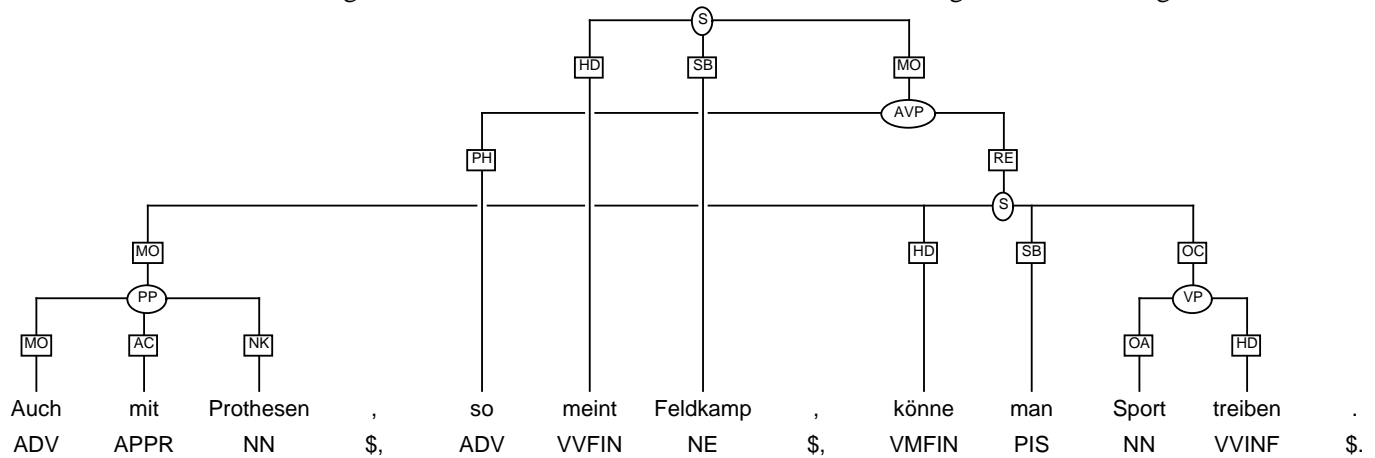 S
HD SB MO
AVP
PH RE
S
MO HD SB OC
PP VP
MO AC NK OA HD
Auch mit Prothesen , so meint Feldkamp , könne man Sport treiben .
ADV APPR NN $, ADV VVFIN NE $, VMFIN PIS NN VVINF $.